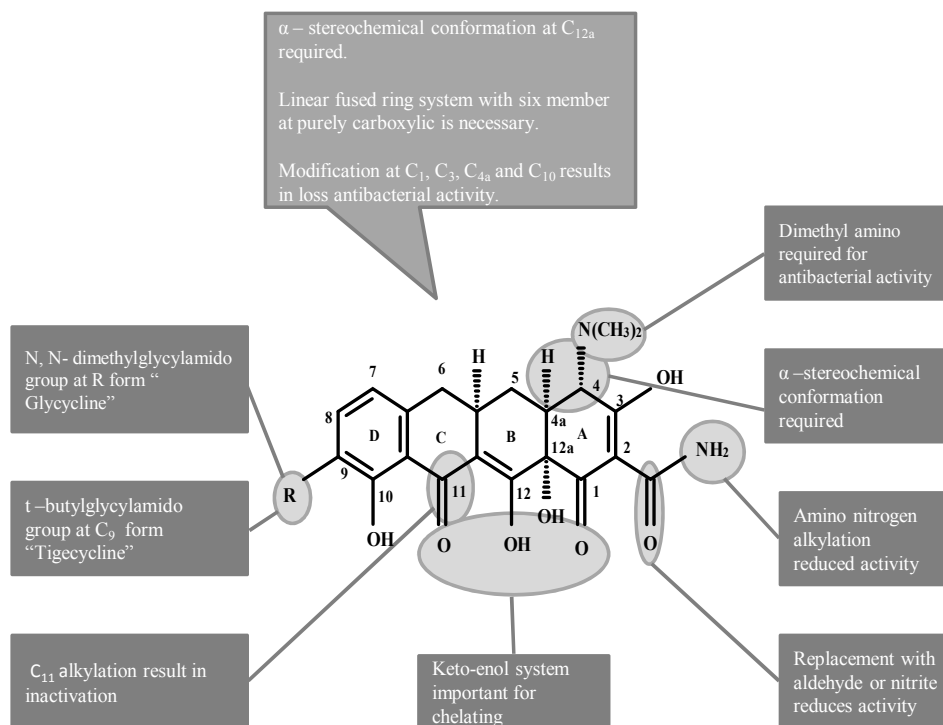 α – stereochemical conformation at C12a
required.
Linear fused ring system with six member
at purely carboxylic is necessary.
Modification at C1, C3, C4a and C10 results
in loss antibacterial activity.
Dimethyl amino
required for
antibacterial activity
N, N- dimethylglycylamido
group at R form “
Glycycline”
α –stereochemical
conformation
required
t –butylglycylamido
group at C9 form
“Tigecycline”
Amino nitrogen
alkylation
reduced activity
C11 alkylation result in
inactivation
Keto-enol system
important for
chelating
Replacement with
aldehyde or nitrite
reduces activity
N(CH3)2
H
H
6
5
4
OH
7
3
8
4a
D
C
B
12a
A
2
NH2
R
9
10
11
12
1
OH
O
OH
OH
O
O